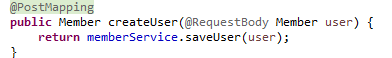 @PostMapping
public Member createUser(@RequestBody Member user) {
    return memberService.saveUser(user);
}